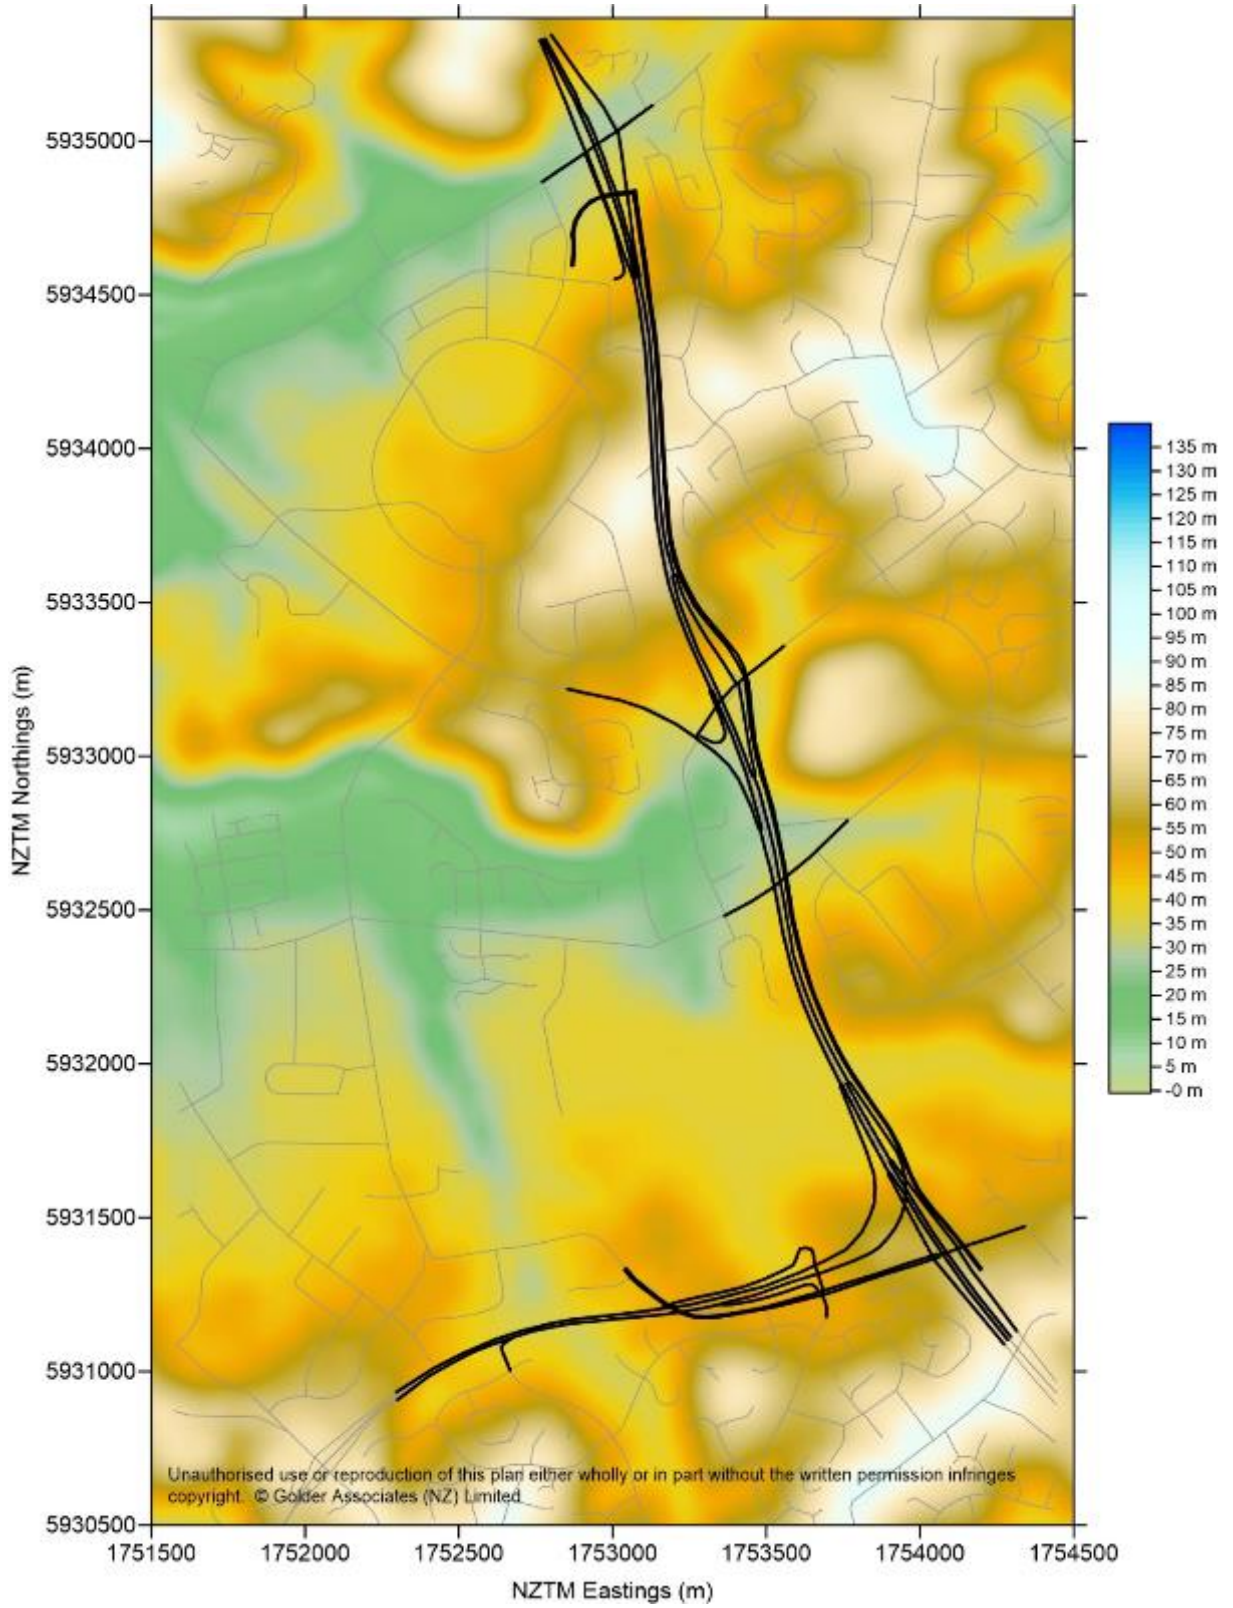 5935000
5934500
5934000
5933500
5933000
5932500
5932000
5931500
5931000
5930500
NZTM Northings (m)
135 m
130 m
125 m
120 m
115 m
110 m
105 m
100 m
95 m
90 m
85 m
80 m
75 m
70 m
65 m
60 m
55 m
50 m
45 m
40 m
35 m
30 m
25 m
20 m
15 m
10 m
5 m
-0 m
Unauthorised use or reproduction of this plan either wholly or in part without the written permission infringes
copyright. © Golder Associates (NZ) Limited
1751500 1752000 1752500 1753000 1753500 1754000 1754500
NZTM Eastings (m)